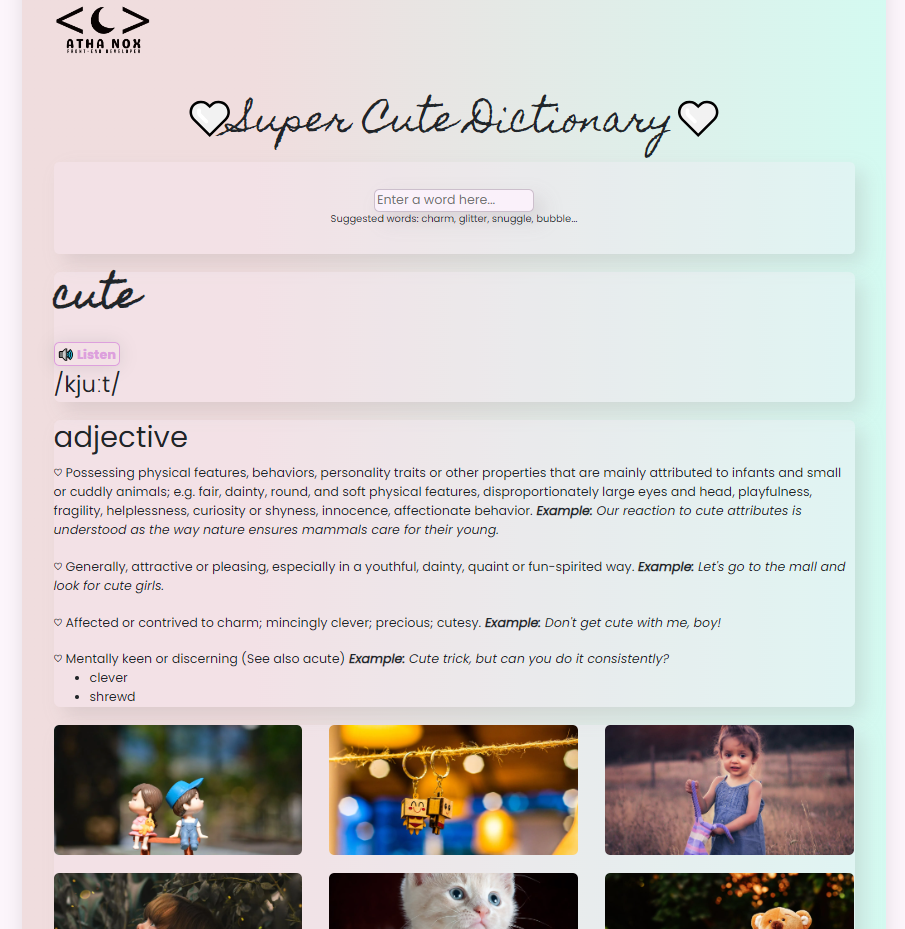 < >
ATHA NOX
FRONT-END DEVELOPER
Super Cute Dictionary
Enter a word here...
Suggested words: charm, glitter, snuggle, bubble...
cute
Listen
/kjuːt/
adjective
♡ Possessing physical features, behaviors, personality traits or other properties that are mainly attributed to infants and small
or cuddly animals; e.g. fair, dainty, round, and soft physical features, disproportionately large eyes and head, playfulness,
fragility, helplessness, curiosity or shyness, innocence, affectionate behavior. Example: Our reaction to cute attributes is
understood as the way nature ensures mammals care for their young.
♡ Generally, attractive or pleasing, especially in a youthful, dainty, quaint or fun-spirited way. Example: Let's go to the mall and
look for cute girls.
♡ Affected or contrived to charm; mincingly clever; precious; cutesy. Example: Don't get cute with me, boy!
♡ Mentally keen or discerning (See also acute) Example: Cute trick, but can you do it consistently?
• clever
• shrewd